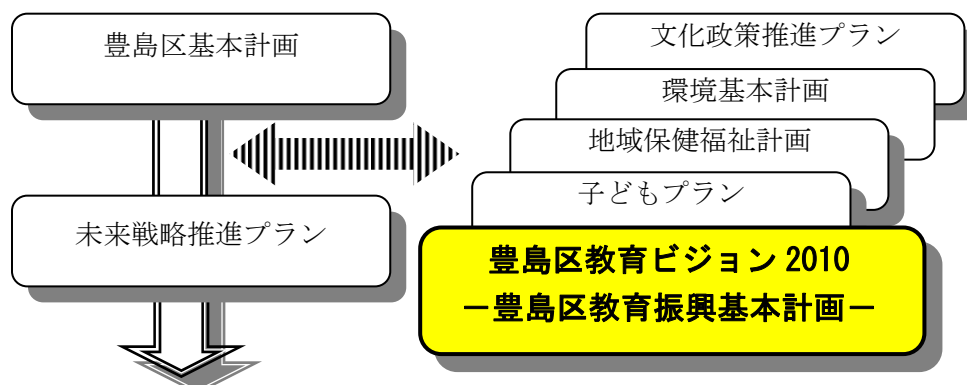 豊島区基本計画
未来戦略推進プラン
文化政策推進プラン
環境基本計画
地域保健福祉計画
子どもプラン
豊島区教育ビジョン 2010
－豊島区教育振興基本計画－